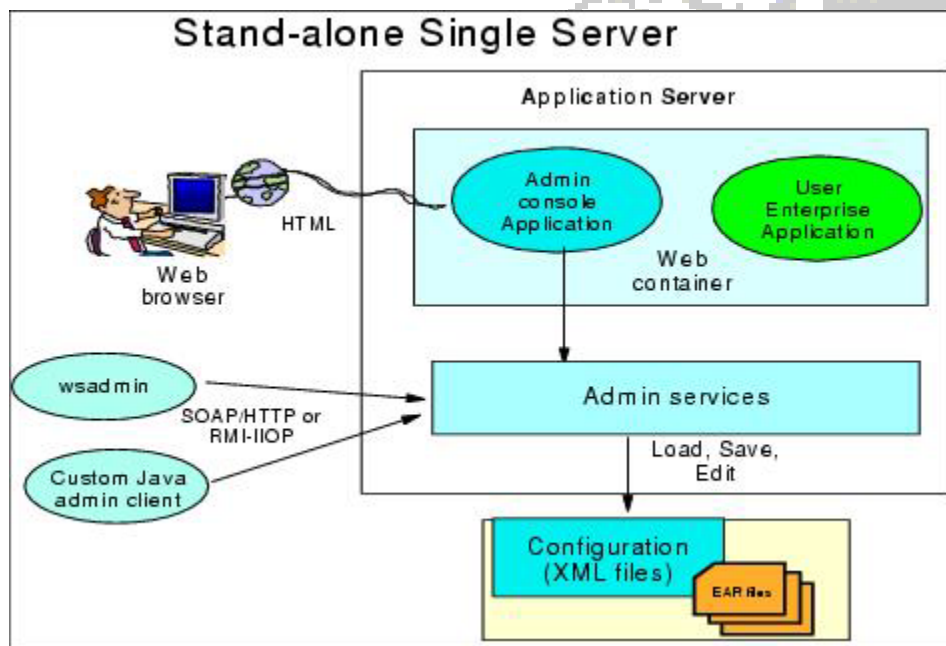 Stand-alone Single Server
Application Server
Admin
console
Application
User
Enterprise
Application
Web
container
HTML
Web
browser
wsadmin
SOAP/HTTP or
RMI-IIOP
Custom Java
admin client
Admin services
Load, Save,
Edit
Configuration
(XML files)
EAR files